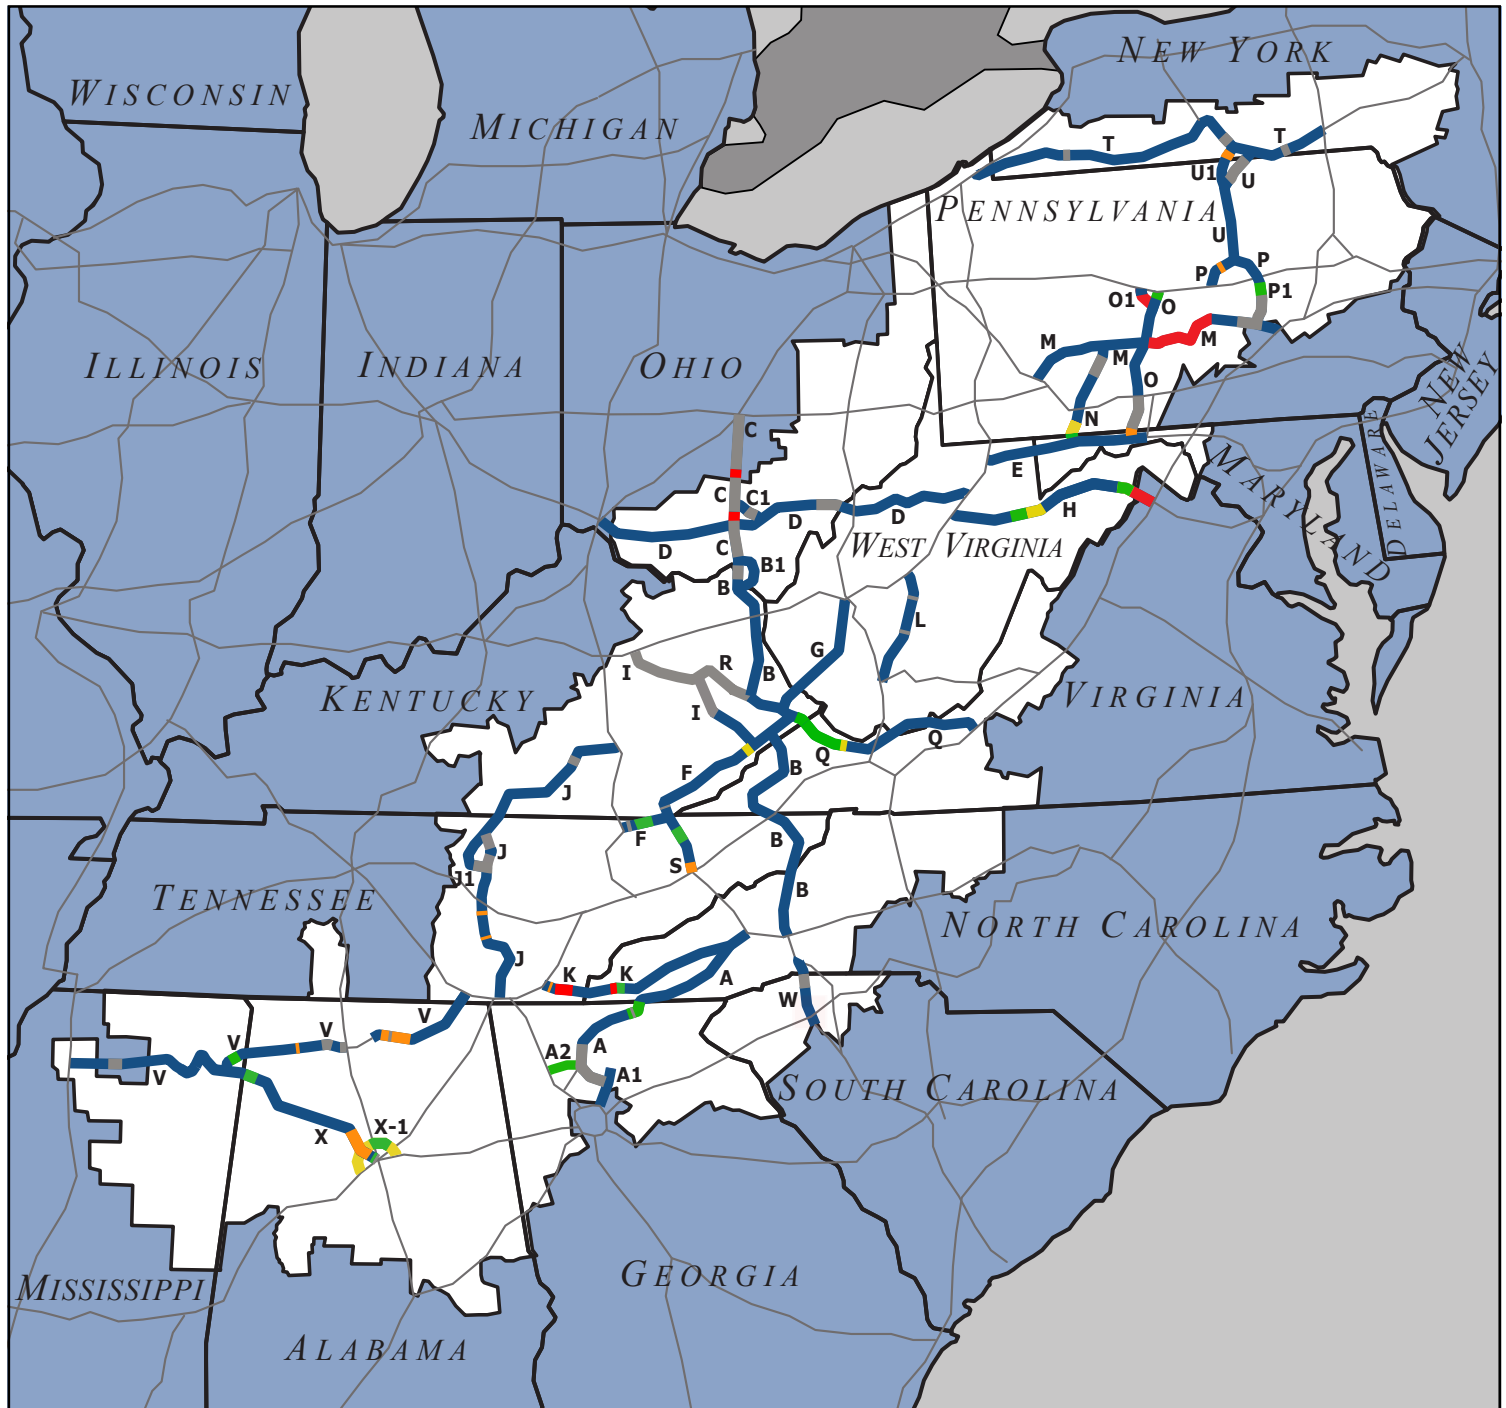 NEW YORK
WISCONSIN
MICHIGAN
T
T
U1
U
PENNSYLVANIA
U
P
P
P1
O1
O
M
M
M
O
N
ILLINOIS
INDIANA
OHIO
NEW
JERSEY
DELAWARE
MARYLAND
C
E
C
C1
D
D
H
D
C
WEST VIRGINIA
B1
B
L
G
I
R
B
KENTUCKY
I
VIRGINIA
Q
Q
B
F
J
F
B
J
S
J1
B
TENNESSEE
NORTH CAROLINA
J
K
K
A
W
V
V
V
V
A
A2
A1
SOUTH CAROLINA
X
X-1
MISSISSIPPI
GEORGIA
ALABAMA